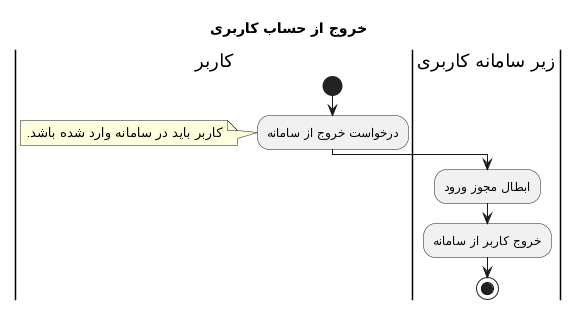 خروج از حساب کاربری
کاربر
زیر سامانه کاربری
درخواست خروج از سامانه
کاربر باید در سامانه وارد شده باشد.
ابطال مجوز ورود
خروج کاربر از سامانه